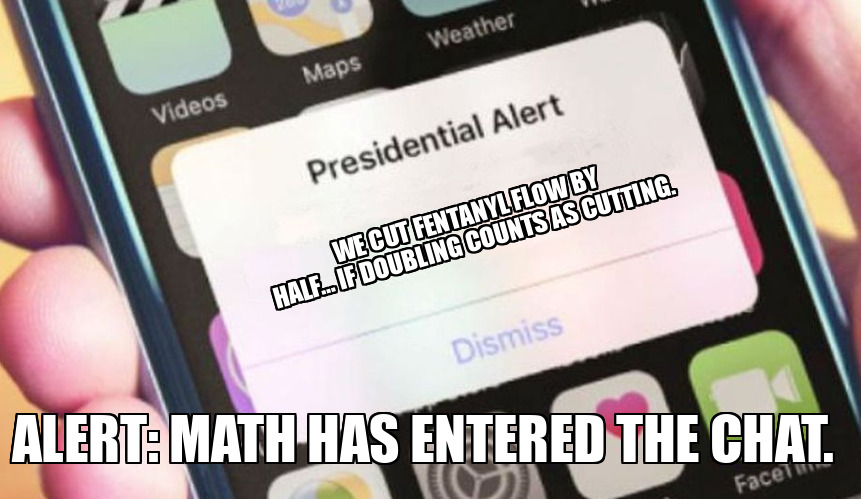 Videos
Maps
Weather
Presidential Alert
WE CUT FENTANYL FLOW BY
HALF... IF DOUBLING COUNTS AS CUTTING.
Dismiss
ALERT: MATH HAS ENTERED THE CHAT.